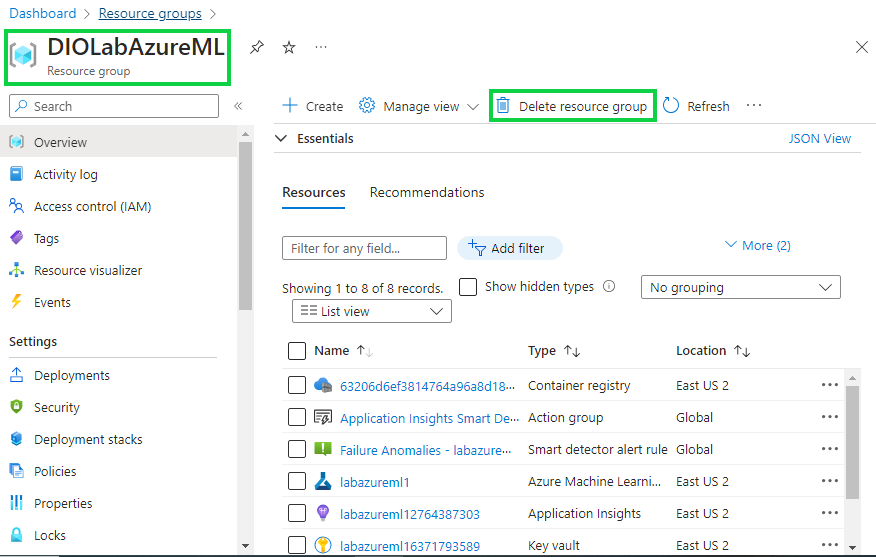 Dashboard > Resource groups >
DIOLabAzureML
Resource group
Search
Create Manage view Delete resource group Refresh
Overview
Activity log
Access control (IAM)
Tags
Resource visualizer
Events
Settings
Deployments
Security
Deployment stacks
Policies
Properties
Locks
Essentials JSON View
Resources Recommendations
Filter for any field... Add filter More (2)
Showing 1 to 8 of 8 records. Show hidden types No grouping
List view
Name Type Location
63206d6ef3814764a96a8d18... Container registry East US 2
Application Insights Smart De... Action group Global
Failure Anomalies - labazure... Smart detector alert rule Global
labazureml1 Azure Machine Learni... East US 2
labazureml12764387303 Application Insights East US 2
labazureml16371793589 Key vault East US 2